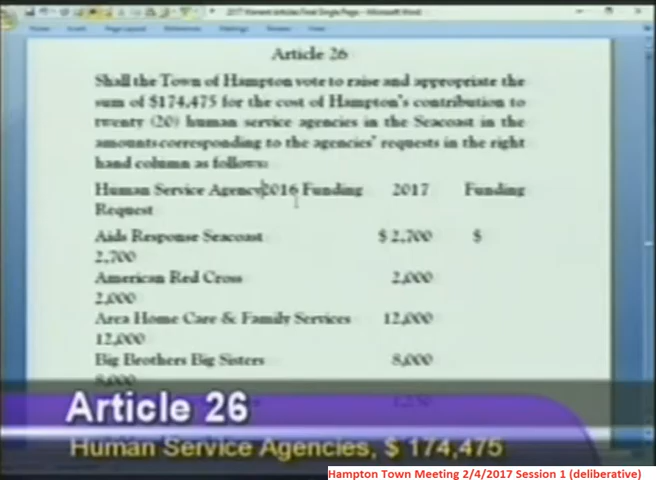 Article 26
Shall the Town of Hampton vote to raise and appropriate the
sum of $174,475 for the cost of Hampton's contribution to
twenty (20) human service agencies in the Seacoast in the
amounts corresponding to the agencies' requests in the right
hand column as follows:
Human Service Agency 2016 Funding 2017 Funding
Request
Aids Response Seacoast $ 2,700 $
2,700
American Red Cross 2,000
2,000
Area Home Care & Family Services 12,000
12,000
Big Brothers Big Sisters 8,000
8,000
Article 26
Human Service Agencies, $ 174,475
Hampton Town Meeting 2/4/2017 Session 1 (deliberative)